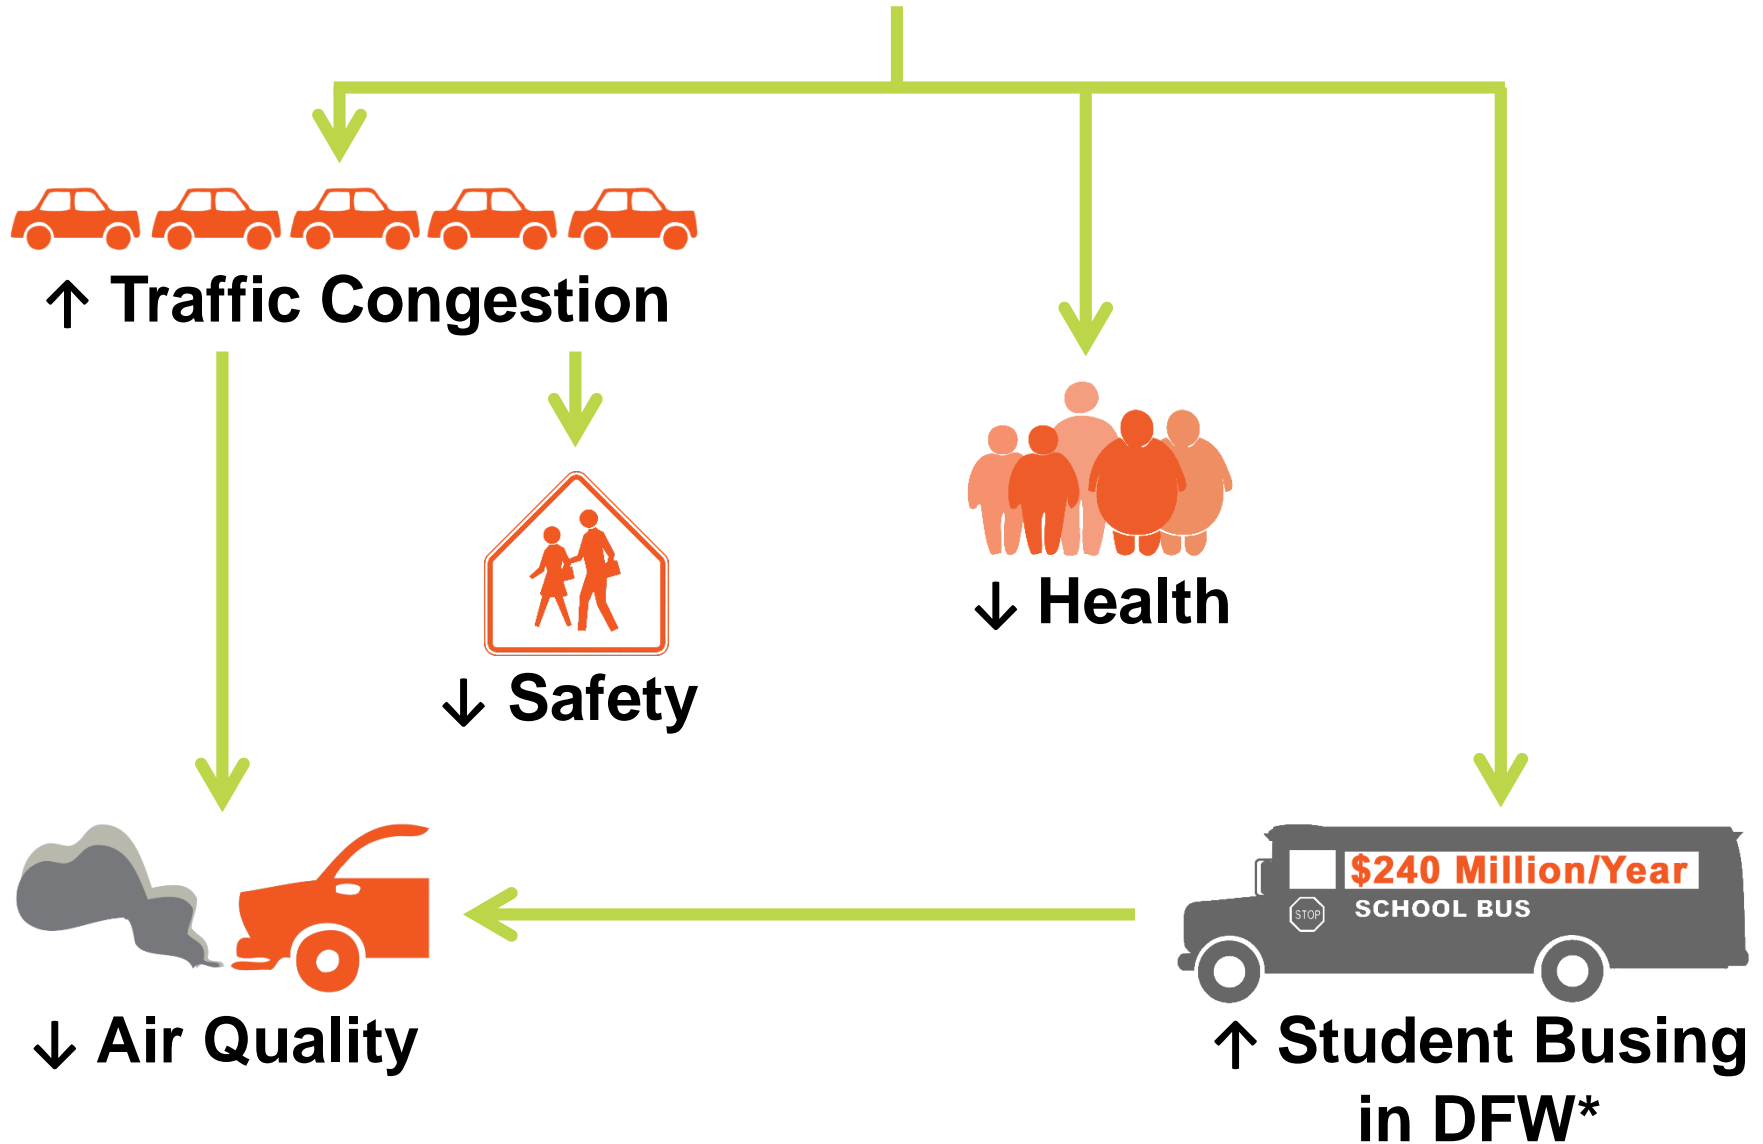 ↑ Traffic Congestion
↓ Safety
↓ Health
↓ Air Quality
$240 Million/Year
STOP
SCHOOL BUS
↑ Student Busing
in DFW*